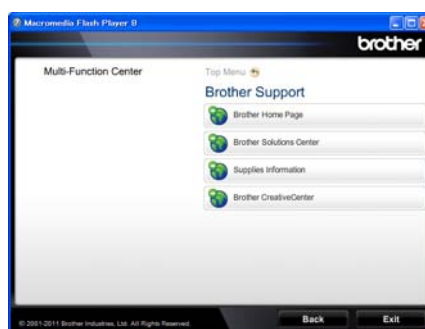 Macromedia Flash Player 8
brother
Multi-Function Center
Top Menu
Brother Support
Brother Home Page
Brother Solutions Center
Supplies Information
Brother CreativeCenter
© 2001-2011 Brother Industries, Ltd. All Rights Reserved.
Back
Exit